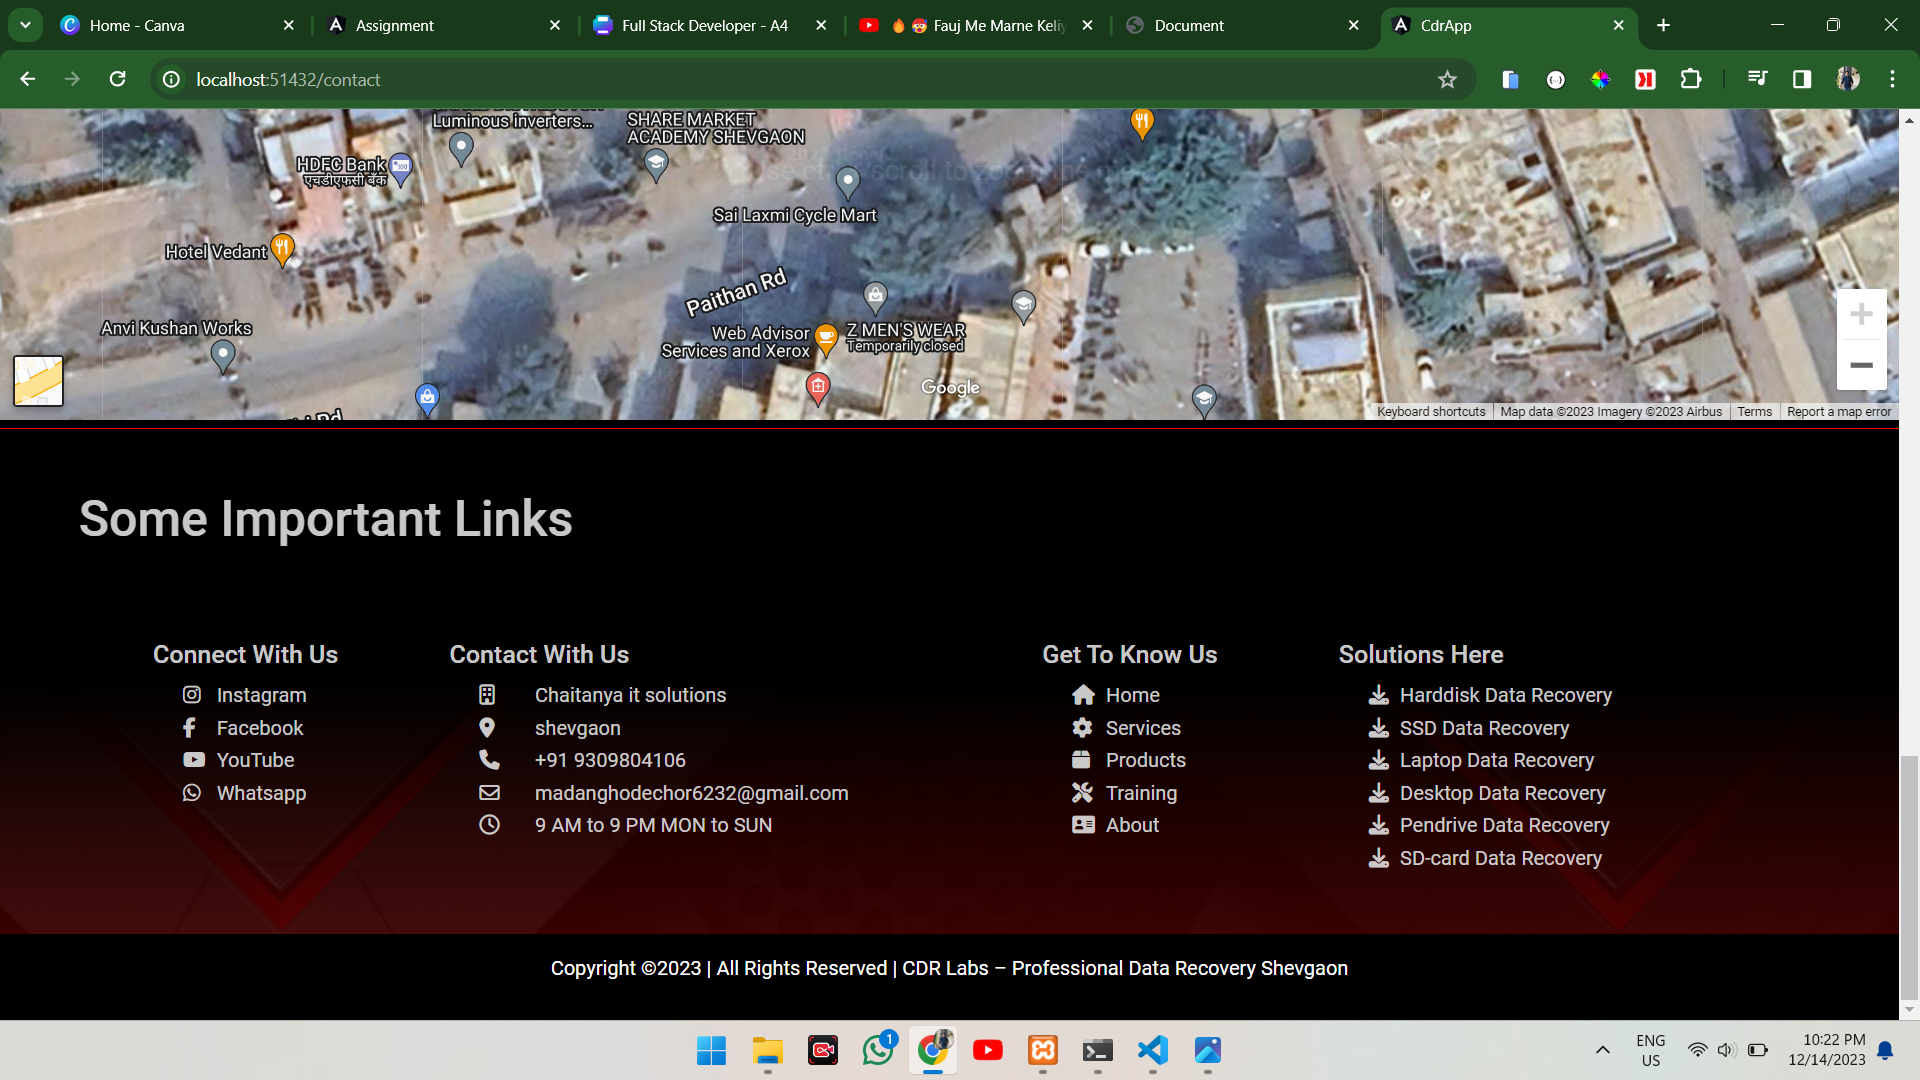 Home - Canva
Assignment
Full Stack Developer - A4
Fauj Me Marne Keliy
Document
CdrApp
localhost:51432/contact
Luminous inverters...
SHARE MARKET
ACADEMY SHEVGAON
HDFC Bank
एचडीएफसी बँक
Sai Laxmi Cycle Mart
Hotel Vedant
Paithan Rd
Anvi Kushan Works
Web Advisor
Services and Xerox
Z MEN'S WEAR
Temporarily closed
Google
Keyboard shortcuts
Map data ©2023 Imagery ©2023 Airbus
Terms
Report a map error
Some Important Links
Connect With Us
Instagram
Facebook
YouTube
Whatsapp
Contact With Us
Chaitanya it solutions
shevgaon
+91 9309804106
madanghodechor6232@gmail.com
9 AM to 9 PM MON to SUN
Get To Know Us
Home
Services
Products
Training
About
Solutions Here
Harddisk Data Recovery
SSD Data Recovery
Laptop Data Recovery
Desktop Data Recovery
Pendrive Data Recovery
SD-card Data Recovery
Copyright ©2023 | All Rights Reserved | CDR Labs – Professional Data Recovery Shevgaon
1
ENG
US
10:22 PM
12/14/2023